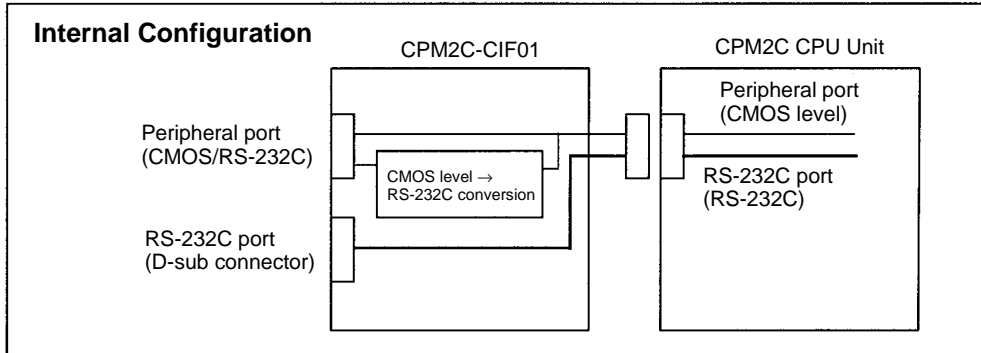 Internal Configuration
CPM2C-CIF01
CPM2C CPU Unit
Peripheral port
(CMOS/RS-232C)
CMOS level →
RS-232C conversion
RS-232C port
(D-sub connector)
Peripheral port
(CMOS level)
RS-232C port
(RS-232C)